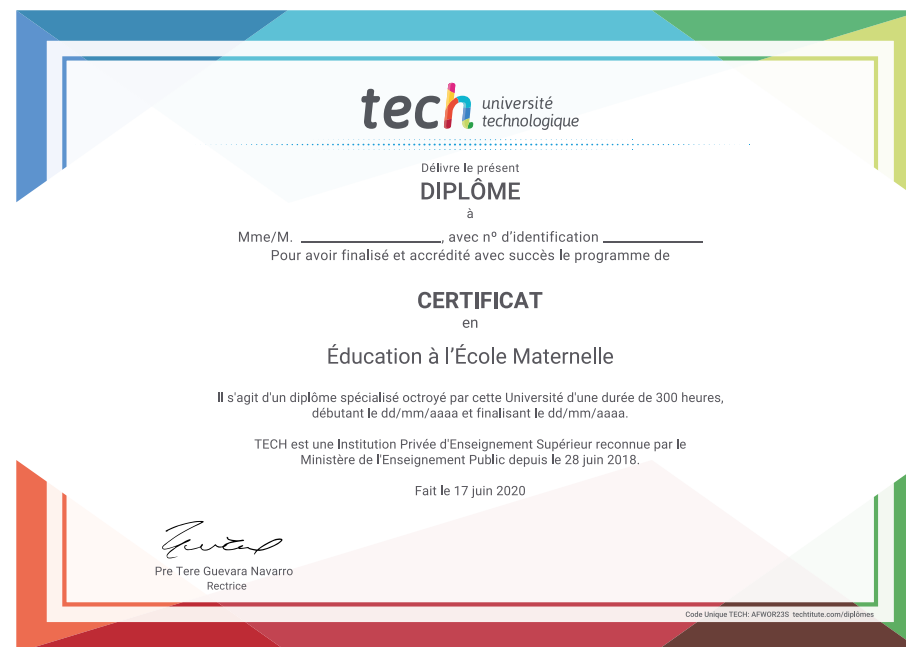 tech université
technologique
Délivre le présent
DIPLÔME
à
Mme/M. ____________________, avec nº d'identification ______________
Pour avoir finalisé et accrédité avec succès le programme de
CERTIFICAT
en
Éducation à l'École Maternelle
Il s'agit d'un diplôme spécialisé octroyé par cette Université d'une durée de 300 heures,
débutant le dd/mm/aaaa et finalisant le dd/mm/aaaa.
TECH est une Institution Privée d'Enseignement Supérieur reconnue par le
Ministère de l'Enseignement Public depuis le 28 juin 2018.
Fait le 17 juin 2020
Pre Tere Guevara Navarro
Rectrice
Code Unique TECH: AFWOR23S techtitute.com/diplômes